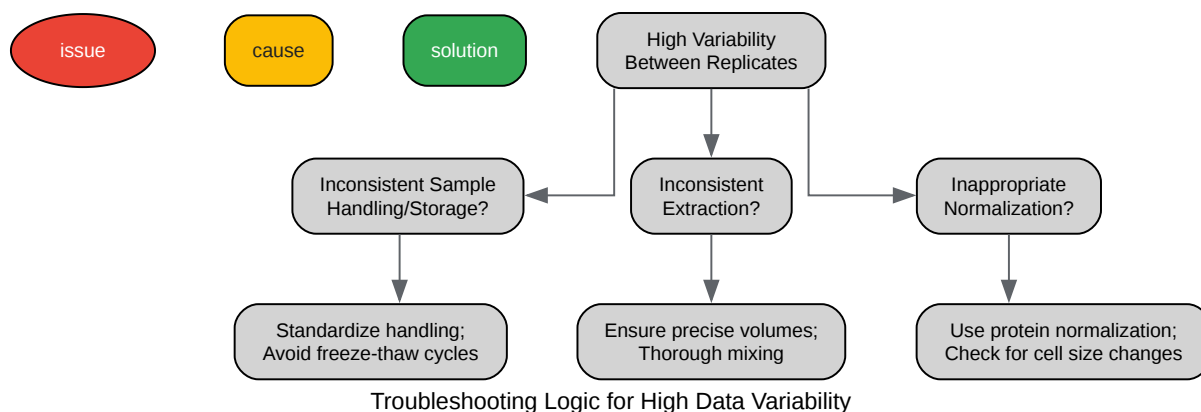 issue
cause
solution
High Variability
Between Replicates
Inconsistent Sample
Handling/Storage?
Inconsistent
Extraction?
Inappropriate
Normalization?
Standardize handling;
Avoid freeze-thaw cycles
Ensure precise volumes;
Thorough mixing
Use protein normalization;
Check for cell size changes
Troubleshooting Logic for High Data Variability